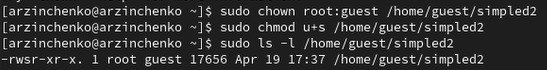 [arzinchenko@arzinchenko ~]$ sudo chown root:guest /home/guest/simpled2
[arzinchenko@arzinchenko ~]$ sudo chmod u+s /home/guest/simpled2
[arzinchenko@arzinchenko ~]$ sudo ls -l /home/guest/simpled2
-rwsr-xr-x. 1 root guest 17656 Apr 19 17:37 /home/guest/simpled2